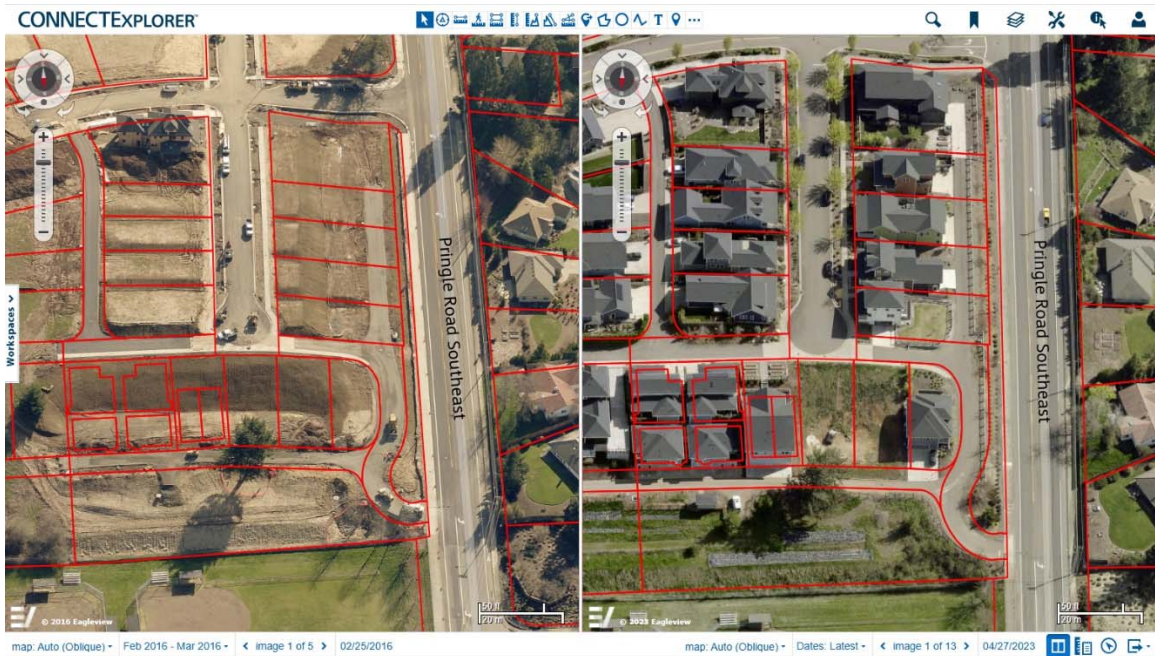 CONNECTEXPLORER
T
Workspaces
Pringle Road Southeast
Pringle Road Southeast
© 2016 Eagleview
50 ft
20 m
© 2023 Eagleview
50 ft
20 m
map: Auto (Oblique)
Feb 2016 - Mar 2016
image 1 of 5
02/25/2016
map: Auto (Oblique)
Dates: Latest
image 1 of 13
04/27/2023